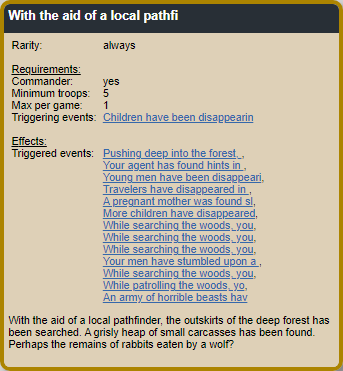 With the aid of a local pathfi
Rarity: always
Requirements:
Commander: yes
Minimum troops: 5
Max per game: 1
Triggering events: Children have been disappearin
Effects:
Triggered events: Pushing deep into the forest, ,
Your agent has found hints in ,
Young men have been disappeari,
Travelers have disappeared in ,
A pregnant mother was found sl,
More children have disappeared,
While searching the woods, you,
While searching the woods, you,
While searching the woods, you,
Your men have stumbled upon a ,
While searching the woods, you,
While patrolling the woods, yo,
An army of horrible beasts hav
With the aid of a local pathfinder, the outskirts of the deep forest has
been searched. A grisly heap of small carcasses has been found.
Perhaps the remains of rabbits eaten by a wolf?